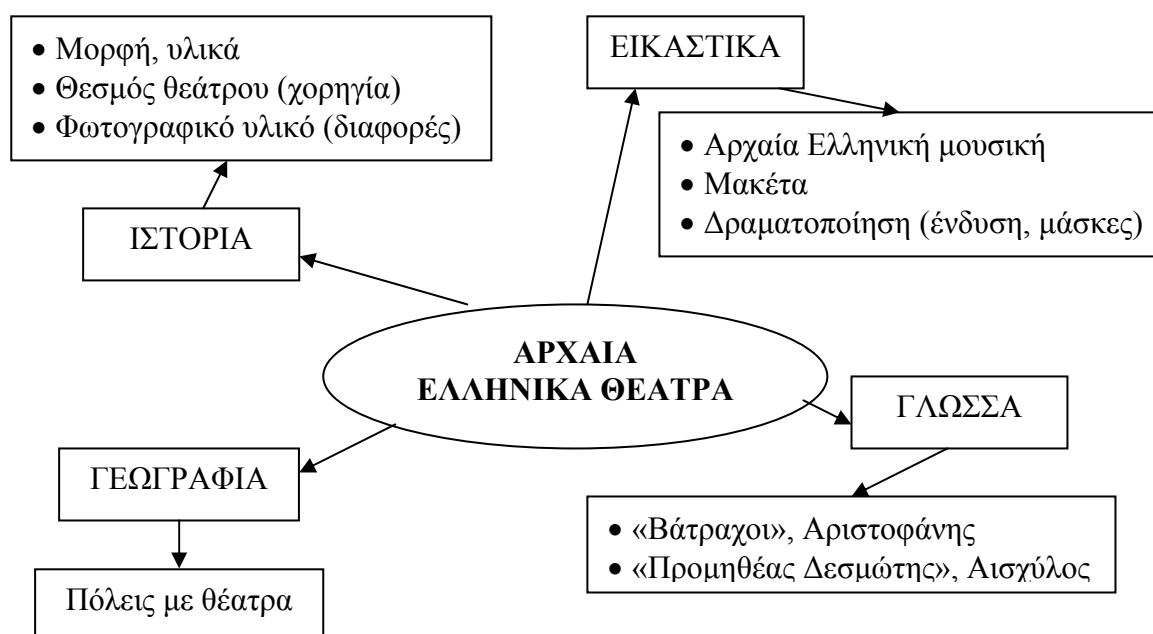 • Μορφή, υλικά
• Θεσμός θεάτρου (χορηγία)
• Φωτογραφικό υλικό (διαφορές)
ΕΙΚΑΣΤΙΚΑ
• Αρχαία Ελληνική μουσική
• Μακέτα
• Δραματοποίηση (ένδυση, μάσκες)
ΙΣΤΟΡΙΑ
ΑΡΧΑΙΑ
ΕΛΛΗΝΙΚΑ ΘΕΑΤΡΑ
ΓΛΩΣΣΑ
ΓΕΩΓΡΑΦΙΑ
• «Βάτραχοι», Αριστοφάνης
• «Προμηθέας Δεσμώτης», Αισχύλος
Πόλεις με θέατρα